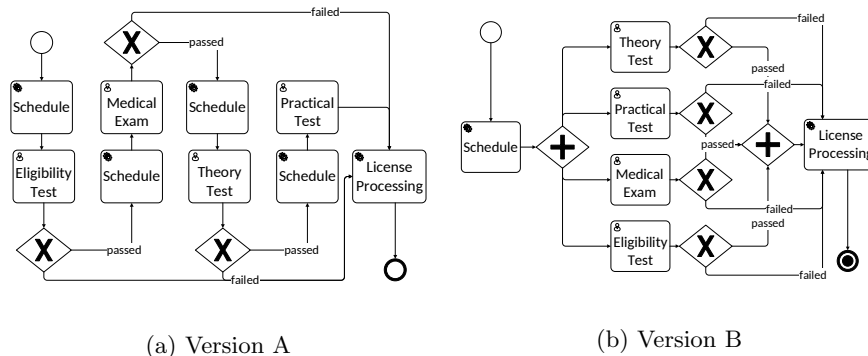 failed
X
passed
Schedule
Medical
Exam
Schedule
Practical
Test
Eligibility
Test
Schedule
Theory
Test
Schedule
License
Processing
X
passed
X
passed
failed
(a) Version A
Theory
Test
X
failed
passed
failed
Practical
Test
X
Schedule
+
passed
+
License
Processing
Medical
Exam
X
failed
passed
Eligibility
Test
X
failed
(b) Version B